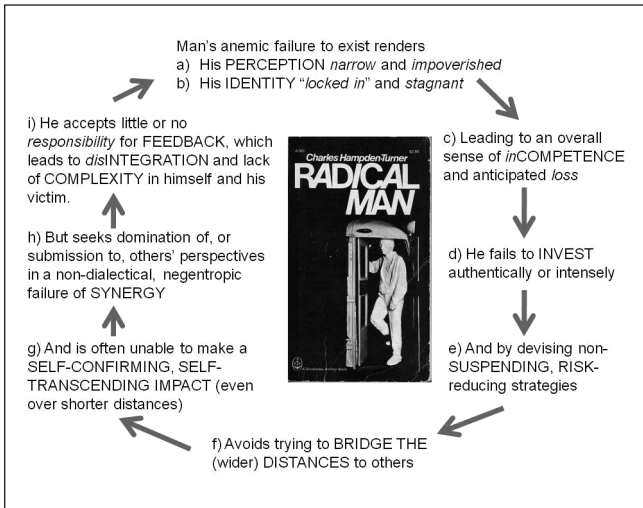 Man's anemic failure to exist renders
a) His PERCEPTION narrow and impoverished
b) His IDENTITY "locked in" and stagnant
c) Leading to an overall
sense of inCOMPETENCE
and anticipated loss
d) He fails to INVEST
authentically or intensely
e) And by devising non-
SUSPENDING, RISK-
reducing strategies
f) Avoids trying to BRIDGE THE
(wider) DISTANCES to others
g) And is often unable to make a
SELF-CONFIRMING, SELF-
TRANSCENDING IMPACT (even
over shorter distances)
h) But seeks domination of, or
submission to, others' perspectives
in a non-dialectical, negentropic
failure of SYNERGY
i) He accepts little or no
responsibility for FEEDBACK, which
leads to disINTEGRATION and lack
of COMPLEXITY in himself and his
victim.
Charles Hampden-Turner
RADICAL
MAN